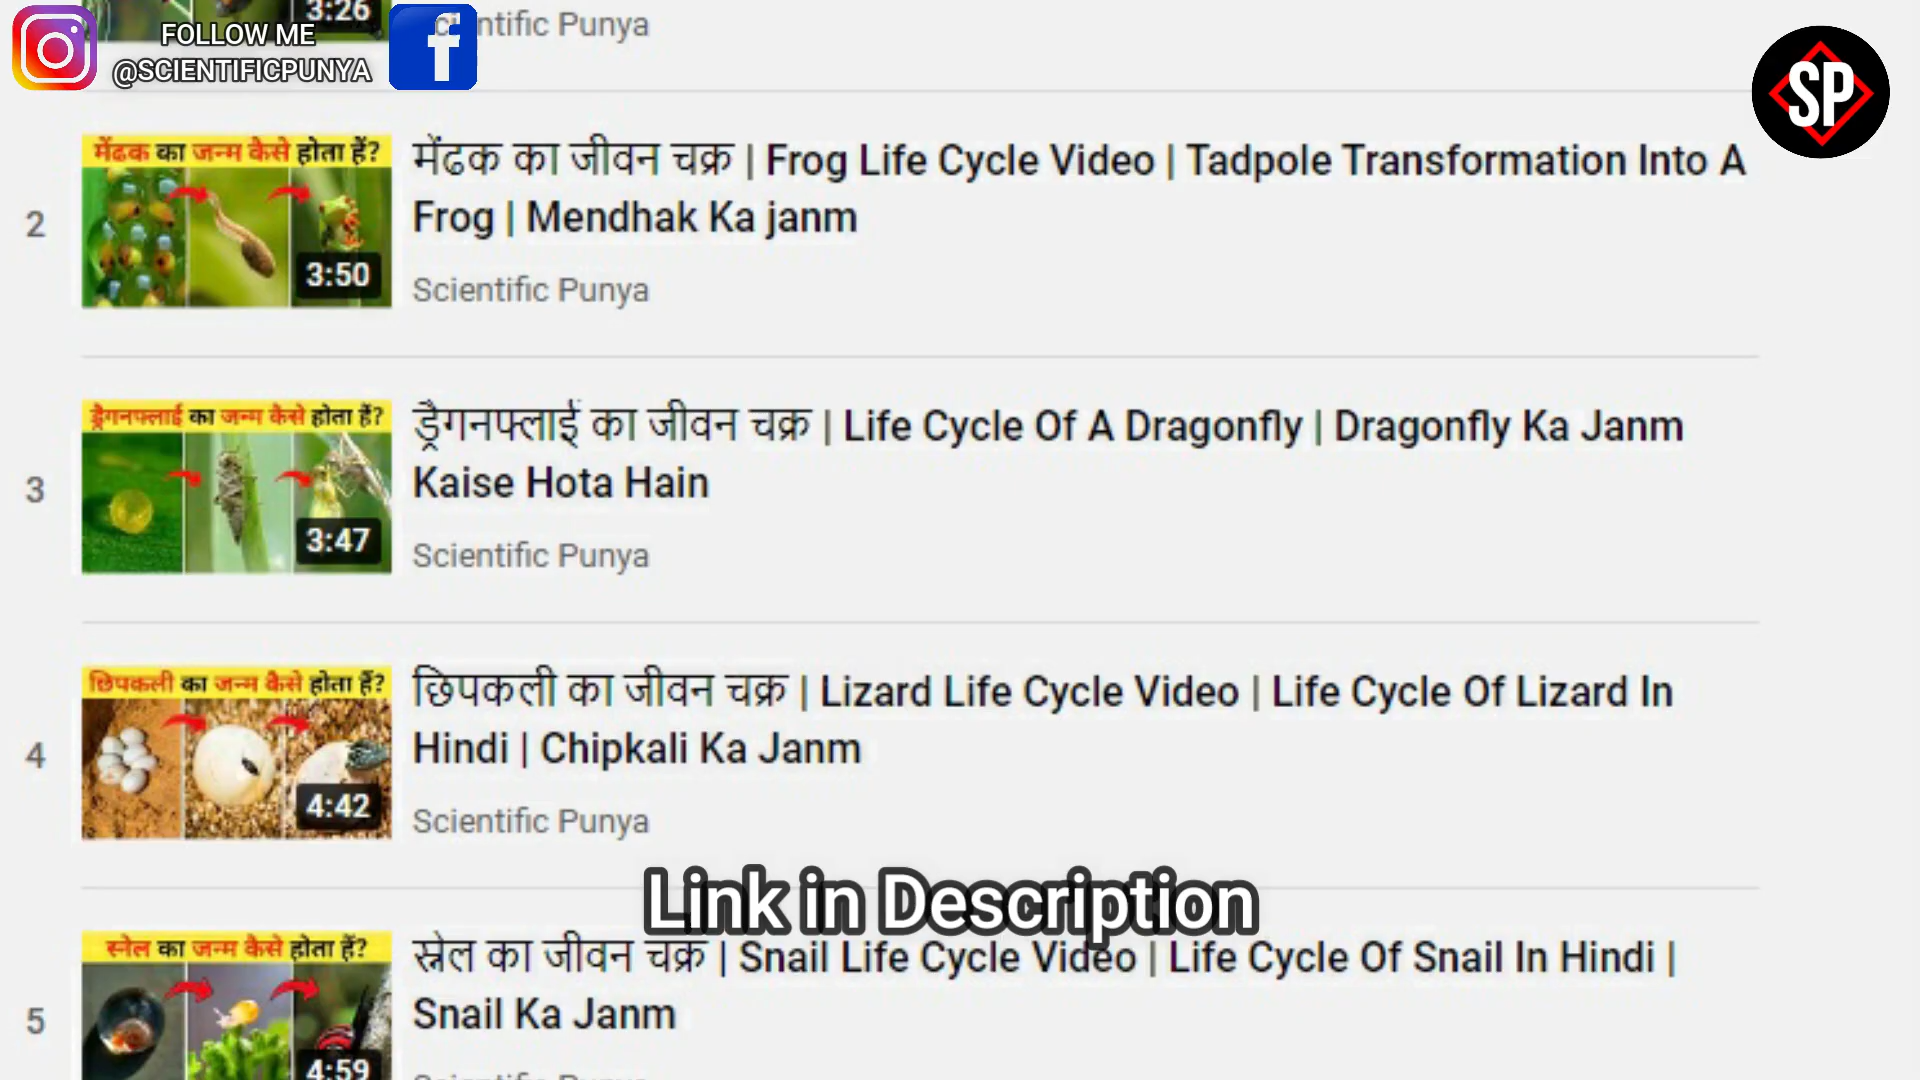 3:26
Scientific Punya
FOLLOW ME
@SCIENTIFICPUNYA
f
SP
2
मेंढक का जन्म कैसे होता हैं?
3:50
मेंढक का जीवन चक्र | Frog Life Cycle Video | Tadpole Transformation Into A
Frog | Mendhak Ka janm
Scientific Punya
3
ड्रैगनफ्लाई का जन्म कैसे होता हैं?
3:47
ड्रैगनफ्लाई का जीवन चक्र | Life Cycle Of A Dragonfly | Dragonfly Ka Janm
Kaise Hota Hain
Scientific Punya
4
छिपकली का जन्म कैसे होता हैं?
4:42
छिपकली का जीवन चक्र | Lizard Life Cycle Video | Life Cycle Of Lizard In
Hindi | Chipkali Ka Janm
Scientific Punya
Link in Description
5
स्नेल का जन्म कैसे होता हैं?
4:59
स्नेल का जीवन चक्र | Snail Life Cycle Video | Life Cycle Of Snail In Hindi |
Snail Ka Janm